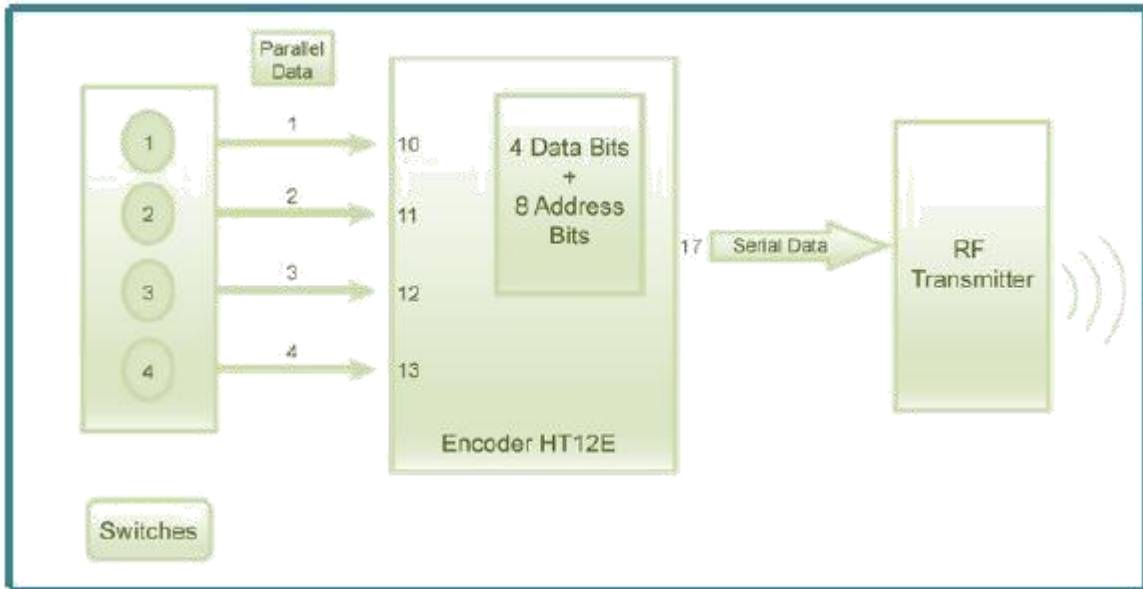 Parallel
Data
1
1
10
2
2
11
3
3
12
4
4
13
4 Data Bits
+
8 Address
Bits
Encoder HT12E
17
Serial Data
RF
Transmitter
Switches